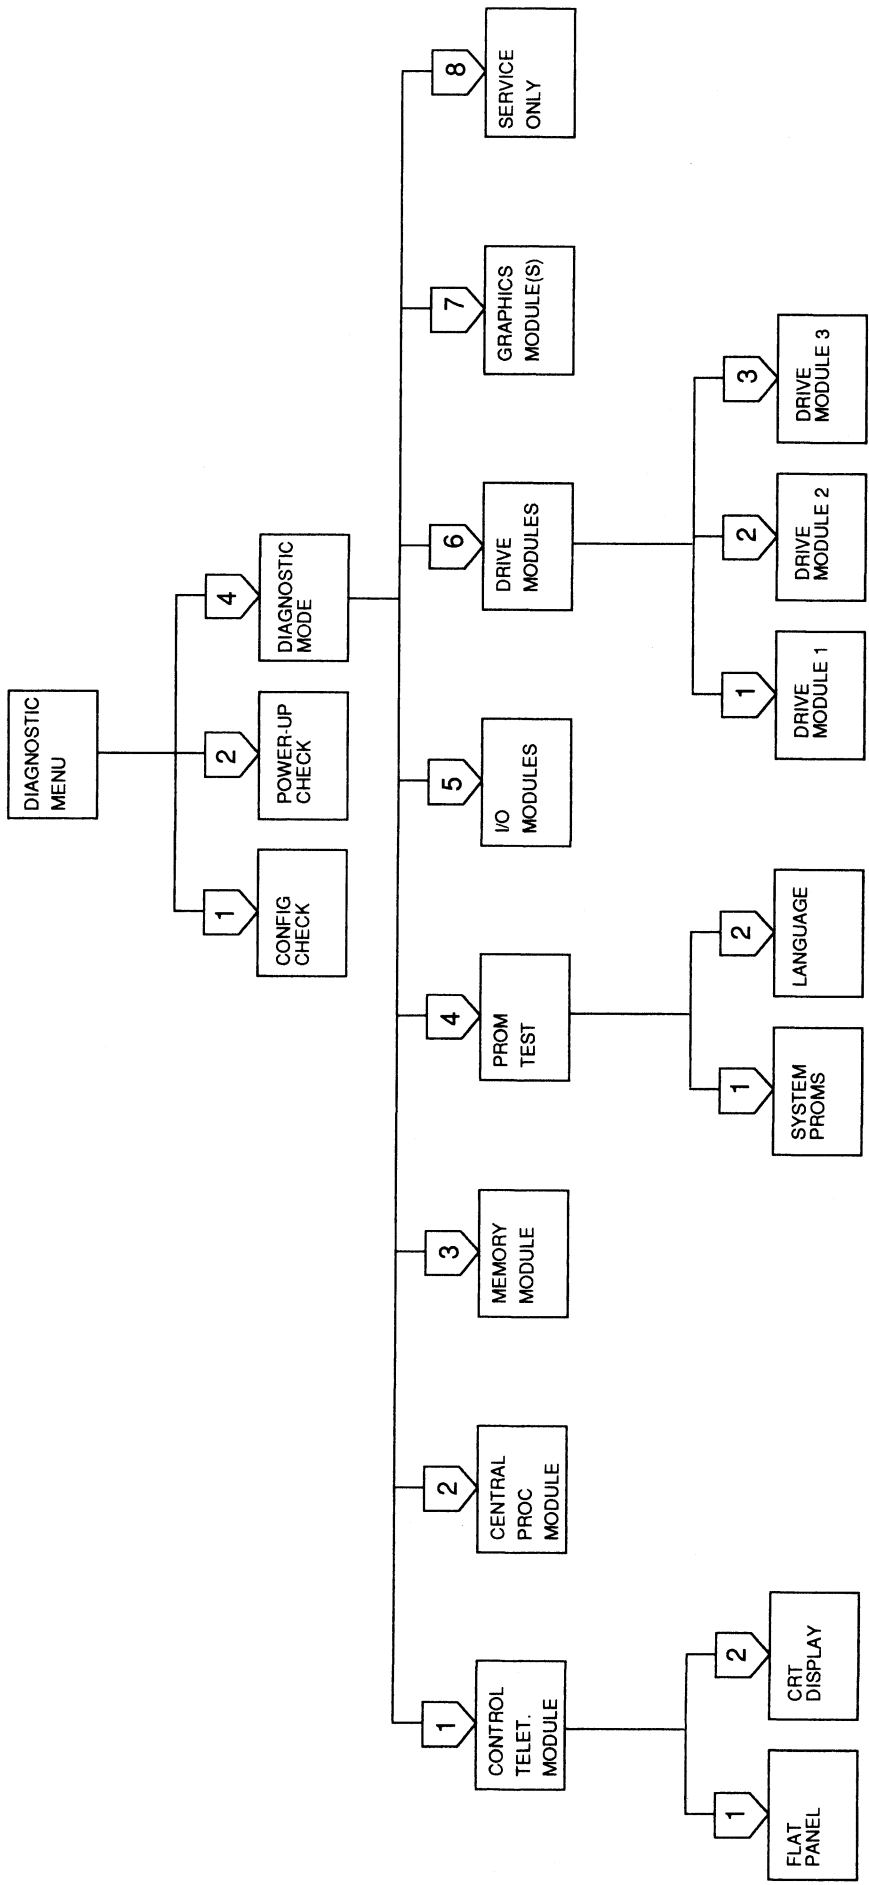 DIAGNOSTIC
MENU
1
2
4
CONFIG
CHECK
POWER-UP
CHECK
DIAGNOSTIC
MODE
1
2
3
4
5
6
7
8
CONTROL
TELET.
MODULE
CENTRAL
PROC
MODULE
MEMORY
MODULE
PROM
TEST
I/O
MODULES
DRIVE
MODULES
GRAPHICS
MODULE(S)
SERVICE
ONLY
1
2
1
2
1
2
3
FLAT
PANEL
CRT
DISPLAY
SYSTEM
PROMS
LANGUAGE
DRIVE
MODULE 1
DRIVE
MODULE 2
DRIVE
MODULE 3